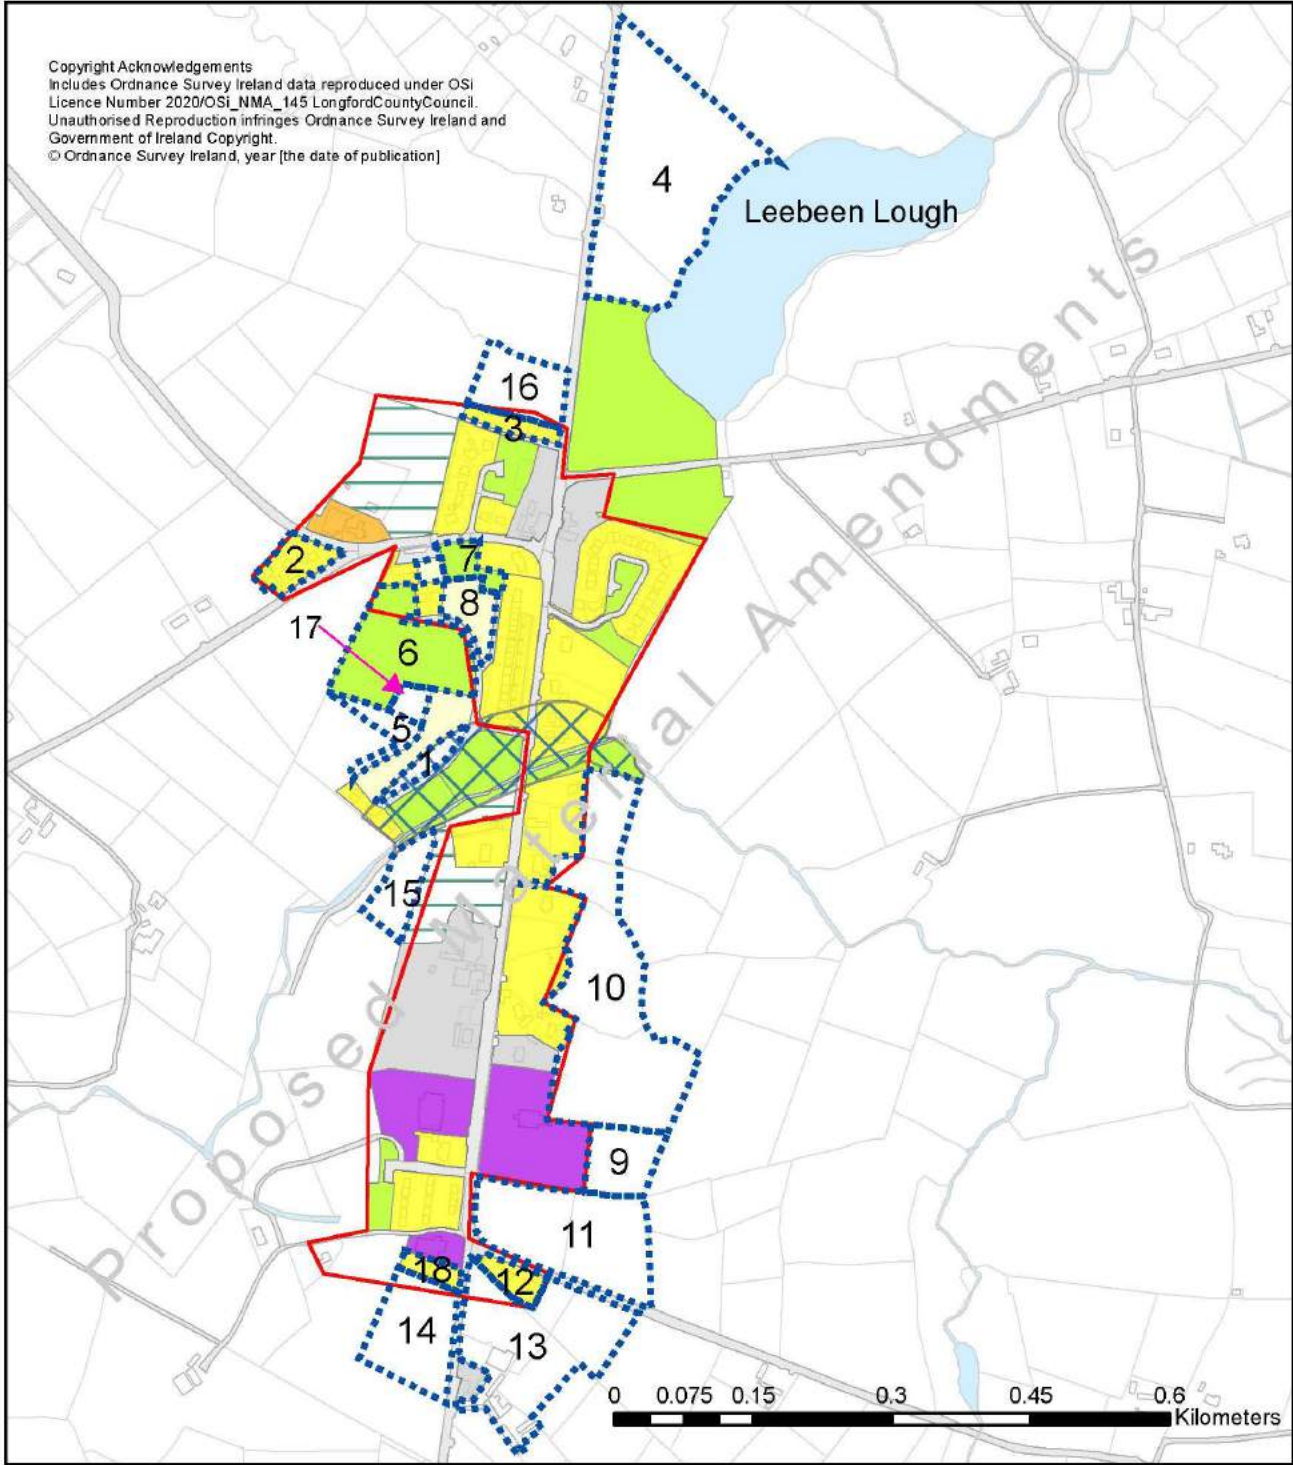 Copyright Acknowledgements
Includes Ordnance Survey Ireland data reproduced under OSi
Licence Number 2020/OSi_NMA_145 LongfordCountyCouncil.
Unauthorised Reproduction infringes Ordnance Survey Ireland and
Government of Ireland Copyright.
© Ordnance Survey Ireland, year [the date of publication]
4
Leebeen Lough
16
3
2
7
8
17
6
5
1
15
10
9
11
18
12
14
13
Proposed Material Amendments
0 0.075 0.15 0.3 0.45 0.6
Kilometers